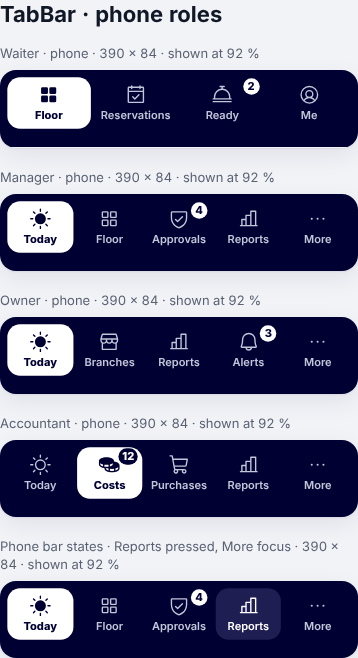 TabBar · phone roles
Waiter · phone · 390 × 84 · shown at 92 %
2
Floor Reservations Ready Me
Manager · phone · 390 × 84 · shown at 92 %
4
Today Floor Approvals Reports More
Owner · phone · 390 × 84 · shown at 92 %
3
Today Branches Reports Alerts More
Accountant · phone · 390 × 84 · shown at 92 %
12
Today Costs Purchases Reports More
Phone bar states · Reports pressed, More focus · 390 ×
84 · shown at 92 %
4
Today Floor Approvals Reports More